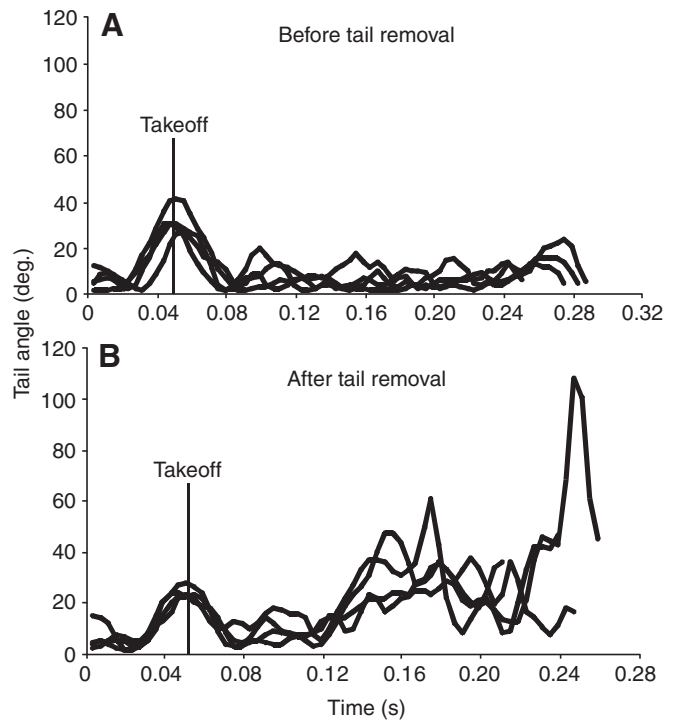 A
Before tail removal
120
100
80
60
40
20
0
Takeoff
0 0.04 0.08 0.12 0.16 0.20 0.24 0.28 0.32
Tail angle (deg.)
B
After tail removal
120
100
80
60
40
20
0
Takeoff
0 0.04 0.08 0.12 0.16 0.20 0.24 0.28
Time (s)